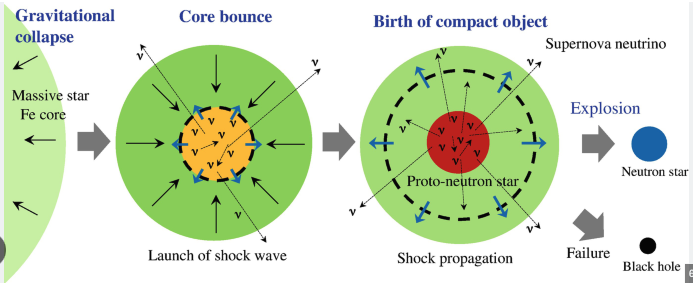 Gravitational
collapse
Massive star
Fe core
Core bounce
ν
ν
ν
ν
ν
ν
ν
ν
ν
ν
Launch of shock wave
Birth of compact object
Supernova neutrino
ν
ν
ν
ν
ν
ν
ν
ν
ν
ν
ν
ν
Proto-neutron star
Shock propagation
Explosion
Neutron star
Failure
Black hole
6